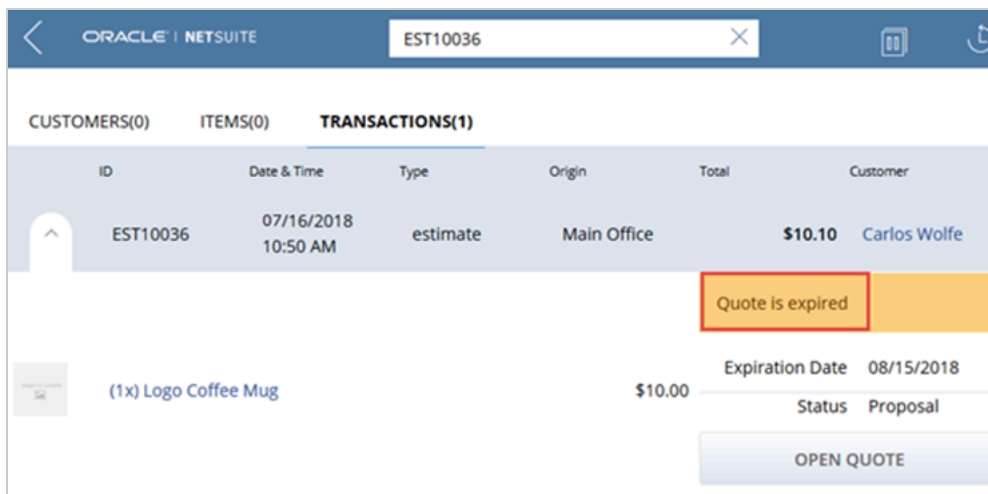 ORACLE | NETSUITE EST10036
CUSTOMERS(0) ITEMS(0) TRANSACTIONS(1)
ID Date & Time Type Origin Total Customer
EST10036 07/16/2018 10:50 AM estimate Main Office $10.10 Carlos Wolfe
Quote is expired
Expiration Date 08/15/2018
(1x) Logo Coffee Mug $10.00
Status Proposal
OPEN QUOTE